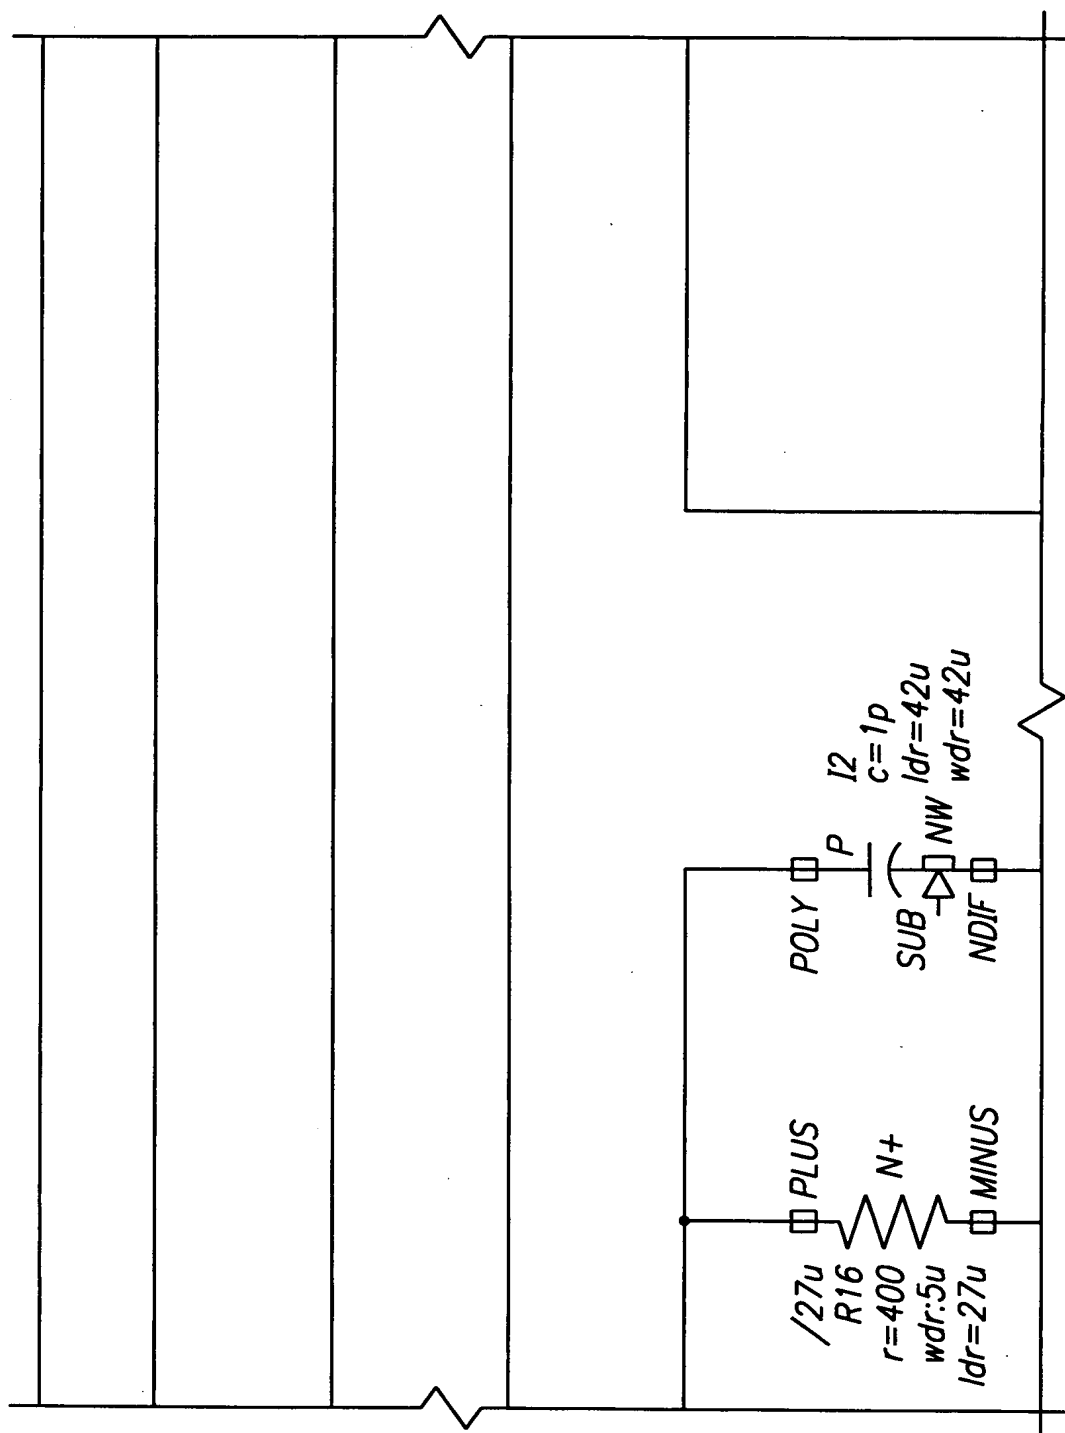 /27u
R16
r=400
wdr:5u
ldr=27u
PLUS
N+
MINUS
POLY
SUB
NDIF
P
NW
I2
c=1p
ldr=42u
wdr=42u